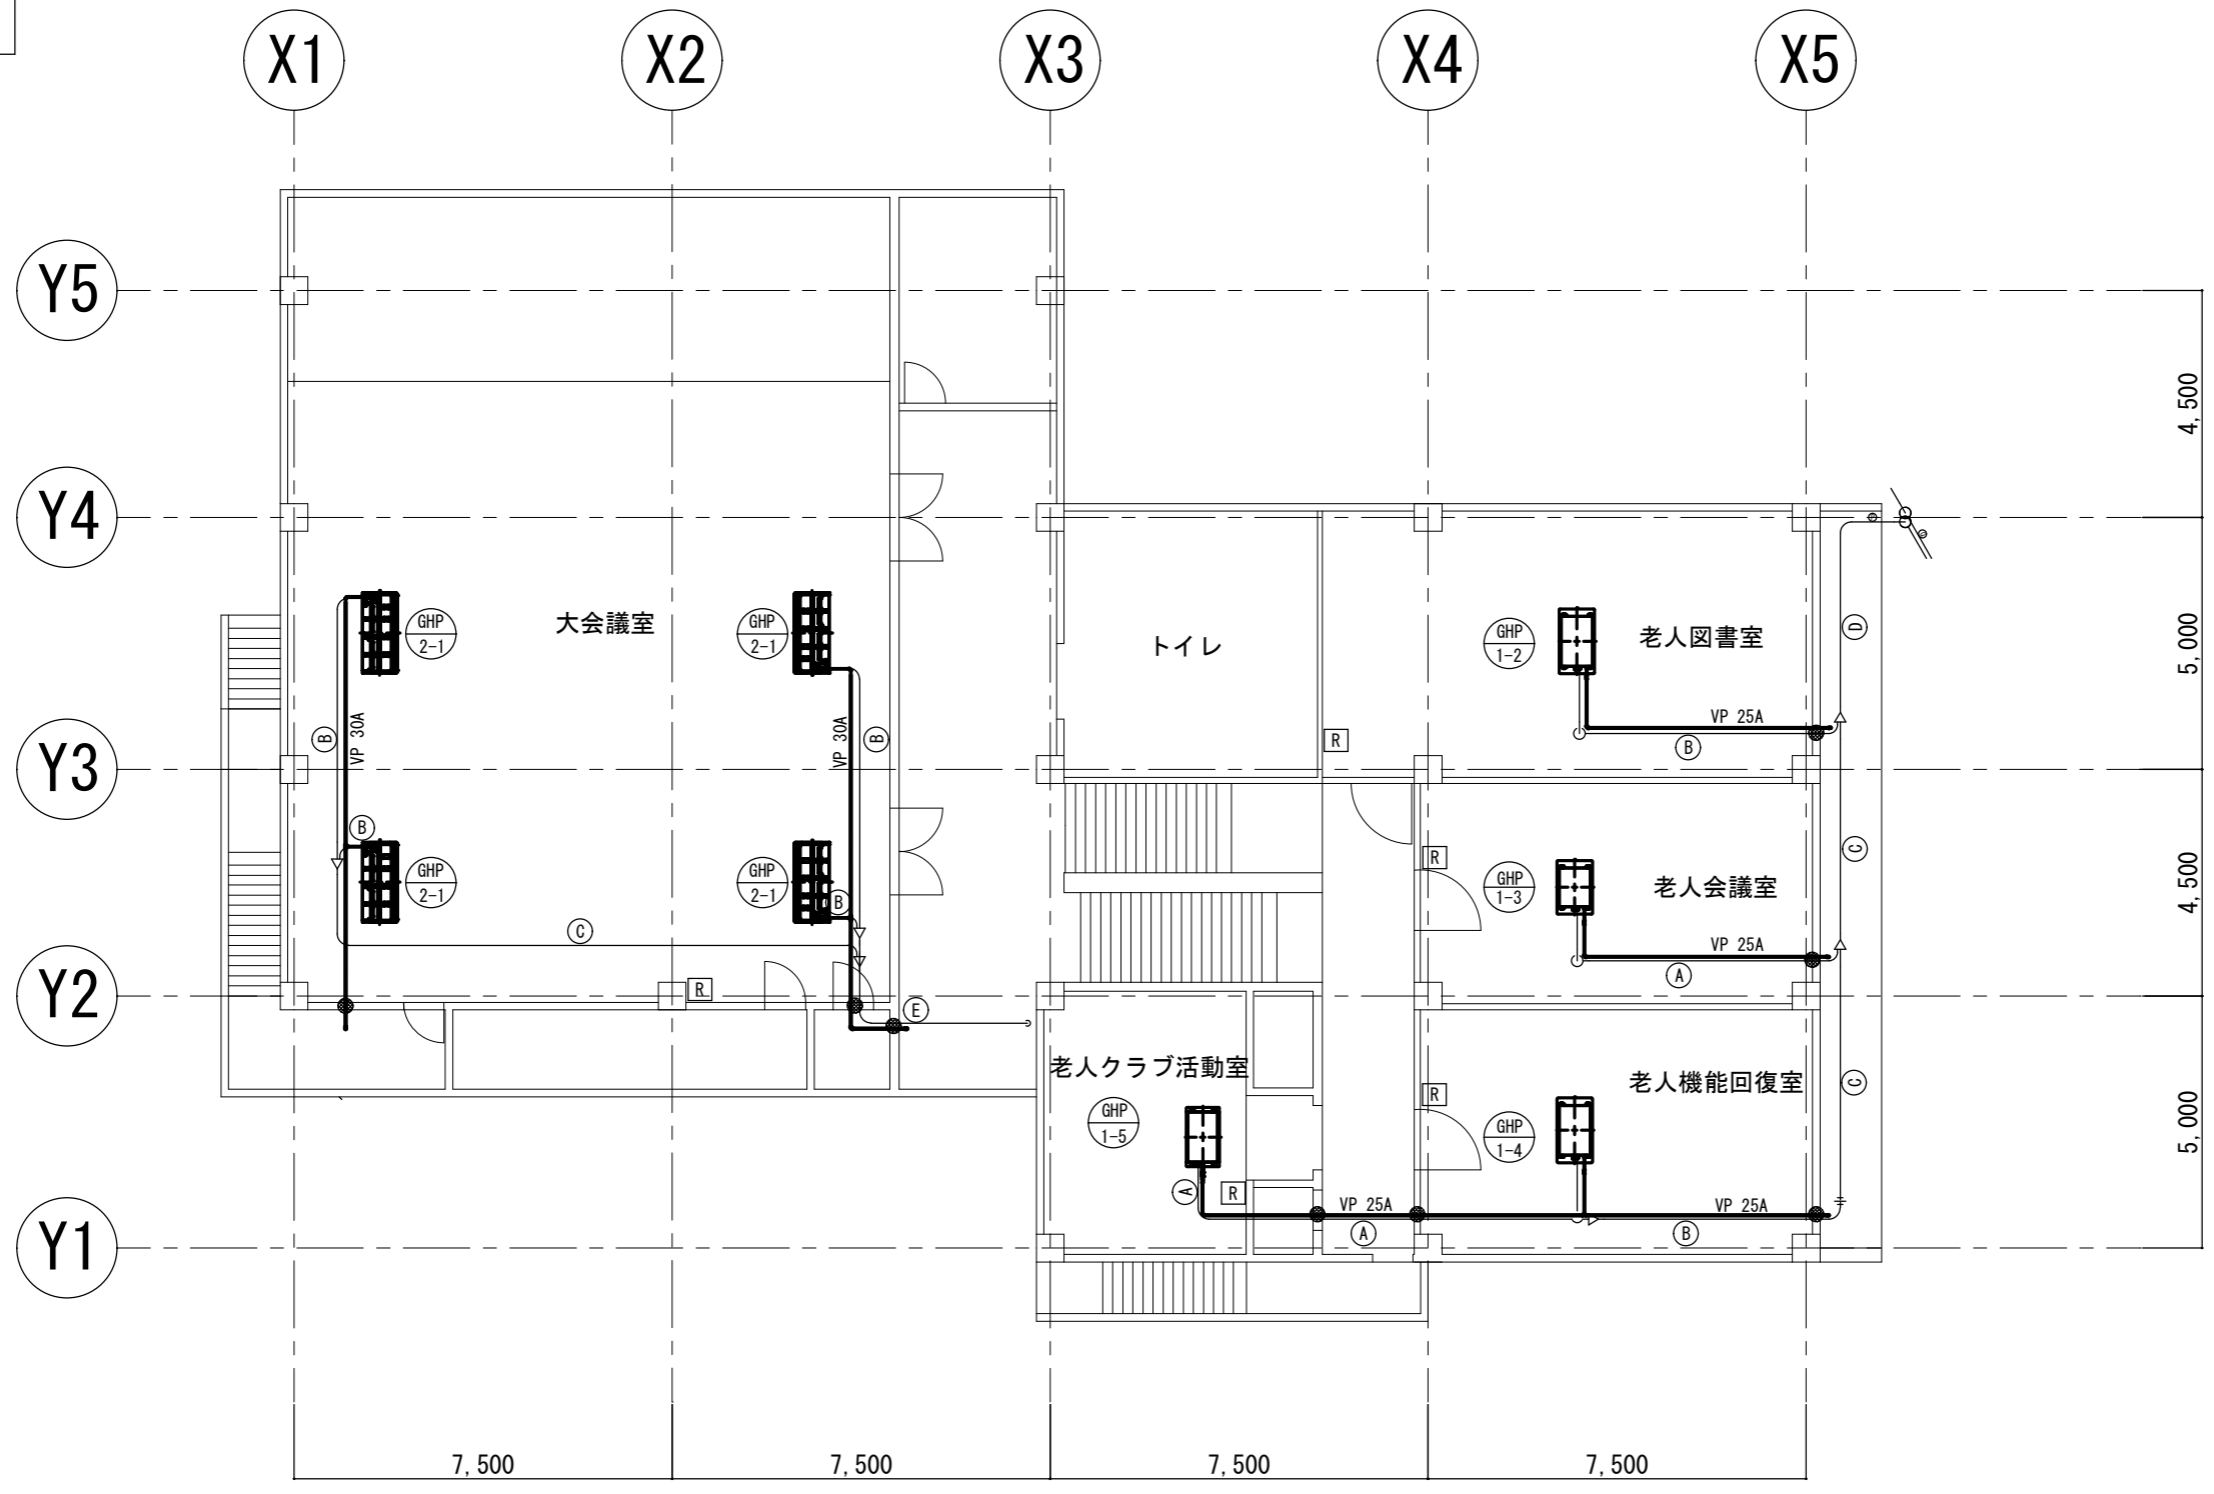 X1
X2
X3
X4
X5
Y5
Y4
Y3
Y2
Y1
4,500
5,000
4,500
5,000
大会議室
GHP
2-1
GHP
2-1
B
VP 30A
VP 30A
B
B
GHP
2-1
GHP
2-1
B
C
R
E
トイレ
R
GHP
1-2
老人図書室
VP 25A
B
D
R
GHP
1-3
老人会議室
VP 25A
A
C
老人クラブ活動室
GHP
1-5
A
R
VP 25A
A
R
GHP
1-4
老人機能回復室
VP 25A
B
C
7,500
7,500
7,500
7,500